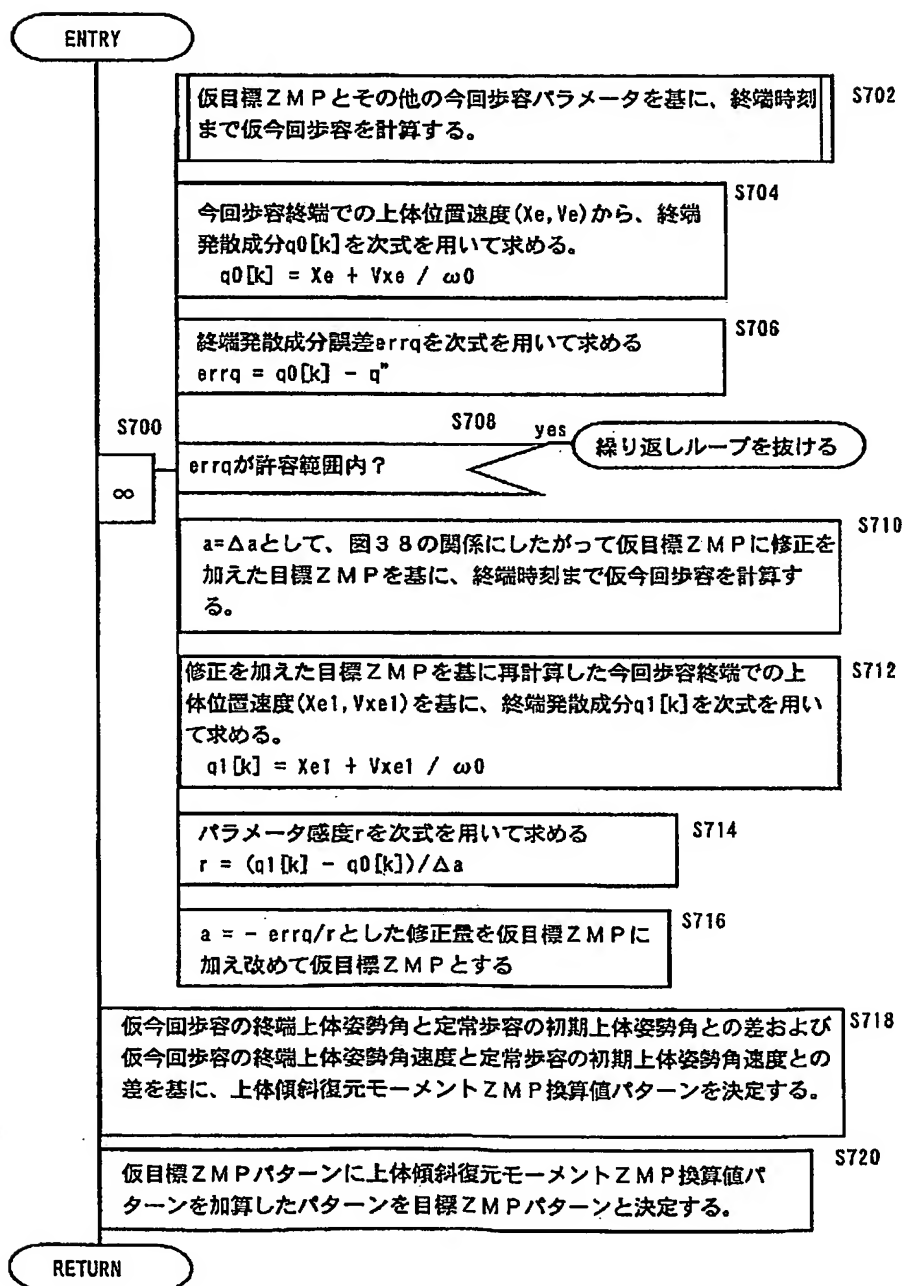 ENTRY
仮目標ZMPとその他の今回歩容パラメータを基に、終端時刻
まで仮今回歩容を計算する。
S702
今回歩容終端での上体位置速度(Xe,Ve)から、終端
発散成分q0[k]を次式を用いて求める。
q0[k] = Xe + Vxe / ω0
S704
終端発散成分誤差errqを次式を用いて求める
errq = q0[k] - q"
S706
S700
∞
S708
errqが許容範囲内?
yes
繰り返しループを抜ける
a=Δaとして、図38の関係にしたがって仮目標ZMPに修正を
加えた目標ZMPを基に、終端時刻まで仮今回歩容を計算す
る。
S710
修正を加えた目標ZMPを基に再計算した今回歩容終端での上
体位置速度(Xe1,Vxe1)を基に、終端発散成分q1[k]を次式を用い
て求める。
q1[k] = Xe1 + Vxe1 / ω0
S712
パラメータ感度rを次式を用いて求める
r = (q1[k] - q0[k])/Δa
S714
a = - errq/rとした修正量を仮目標ZMPに
加え改めて仮目標ZMPとする
S716
仮今回歩容の終端上体姿勢角と定常歩容の初期上体姿勢角との差および
仮今回歩容の終端上体姿勢角速度と定常歩容の初期上体姿勢角速度との
差を基に、上体傾斜復元モーメントZMP換算値パターンを決定する。
S718
仮目標ZMPパターンに上体傾斜復元モーメントZMP換算値パ
ターンを加算したパターンを目標ZMPパターンと決定する。
S720
RETURN